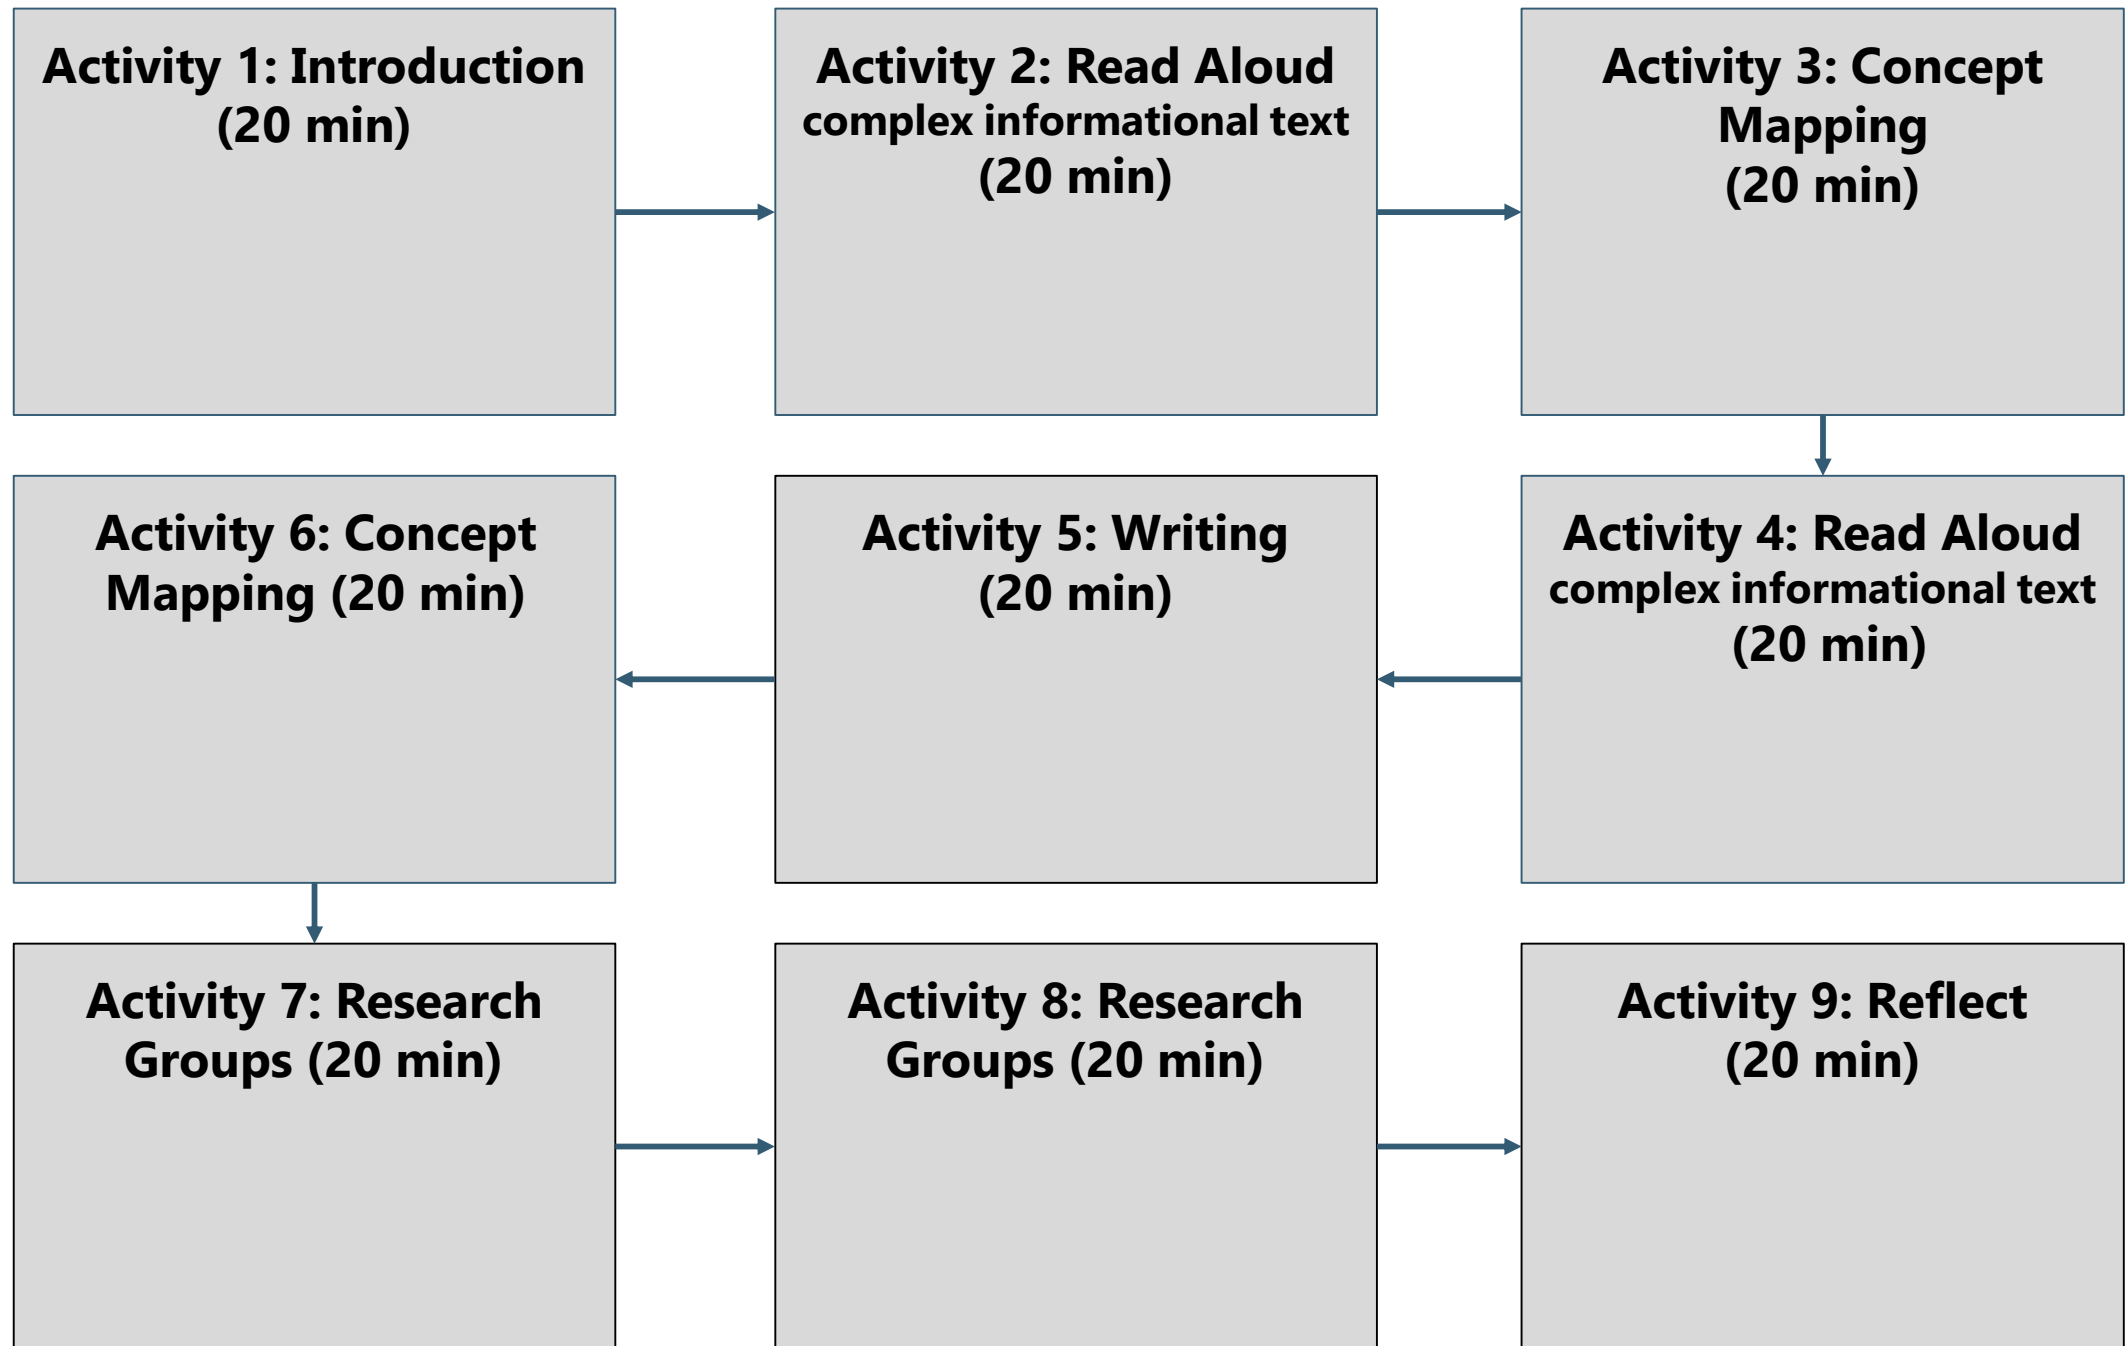 Activity 1: Introduction
(20 min)
Activity 2: Read Aloud
complex informational text
(20 min)
Activity 3: Concept
Mapping
(20 min)
Activity 4: Read Aloud
complex informational text
(20 min)
Activity 5: Writing
(20 min)
Activity 6: Concept
Mapping (20 min)
Activity 7: Research
Groups (20 min)
Activity 8: Research
Groups (20 min)
Activity 9: Reflect
(20 min)